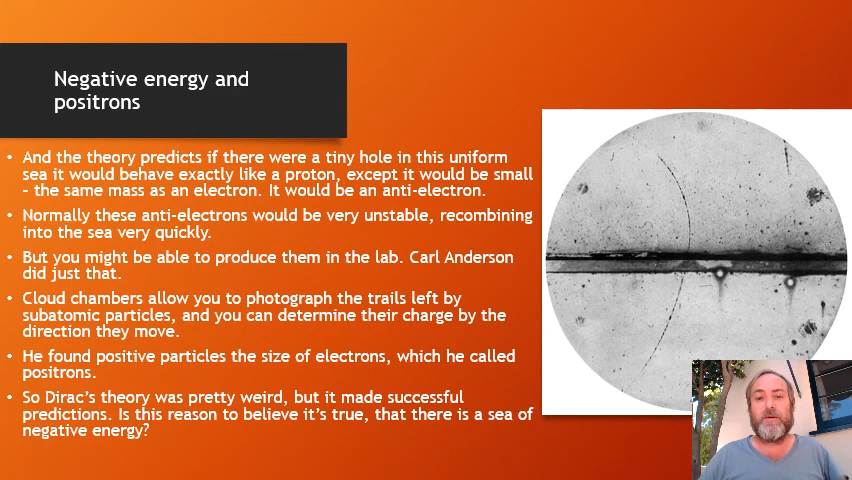 Negative energy and
positrons
• And the theory predicts if there were a tiny hole in this uniform
sea it would behave exactly like a proton, except it would be small
– the same mass as an electron. It would be an anti-electron.
• Normally these anti-electrons would be very unstable, recombining
into the sea very quickly.
• But you might be able to produce them in the lab. Carl Anderson
did just that.
• Cloud chambers allow you to photograph the trails left by
subatomic particles, and you can determine their charge by the
direction they move.
• He found positive particles the size of electrons, which he called
positrons.
• So Dirac’s theory was pretty weird, but it made successful
predictions. Is this reason to believe it’s true, that there is a sea of
negative energy?